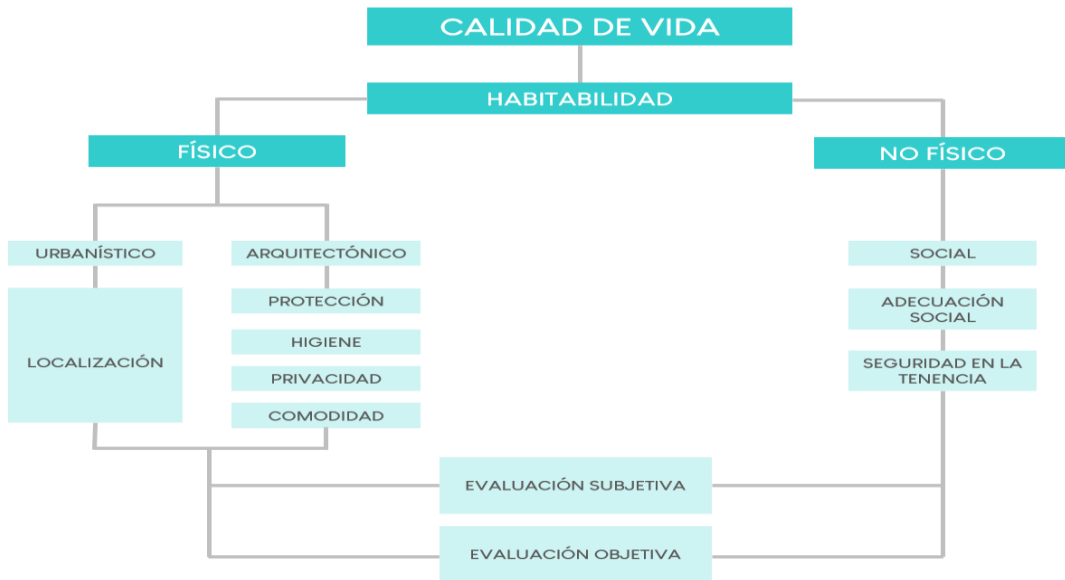 CALIDAD DE VIDA
HABITABILIDAD
FÍSICO
NO FÍSICO
URBANÍSTICO
ARQUITECTÓNICO
SOCIAL
LOCALIZACIÓN
PROTECCIÓN
HIGIENE
PRIVACIDAD
COMODIDAD
ADECUACIÓN
SOCIAL
SEGURIDAD EN LA
TENENCIA
EVALUACIÓN SUBJETIVA
EVALUACIÓN OBJETIVA